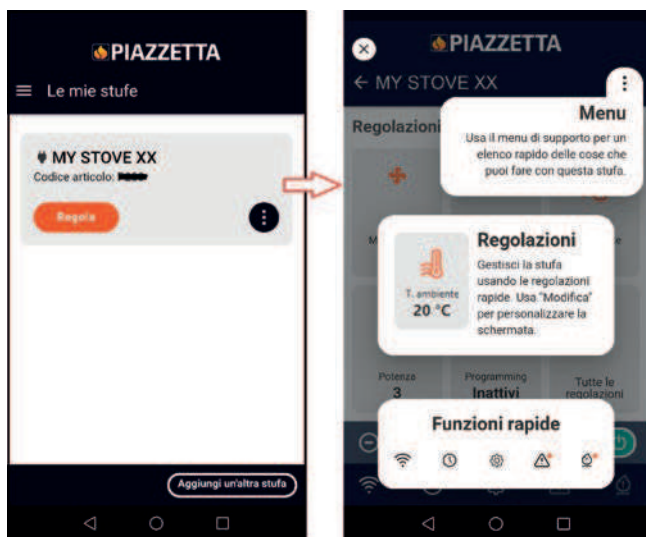 PIAZZETTA
Le mie stufe
MY STOVE XX
Codice articolo:
Regola
Aggiungi un'altra stufa
PIAZZETTA
MY STOVE XX
Regolazioni
Menu
Usa il menu di supporto per un
elenco rapido delle cose che
puoi fare con questa stufa.
Regolazioni
Gestisci la stufa
usando le regolazioni
rapide. Usa "Modifica"
per personalizzare la
schermata.
T. ambiente
20 °C
Potenza
3
Programming
Inattivi
Tutte le
regolazioni
Funzioni rapide